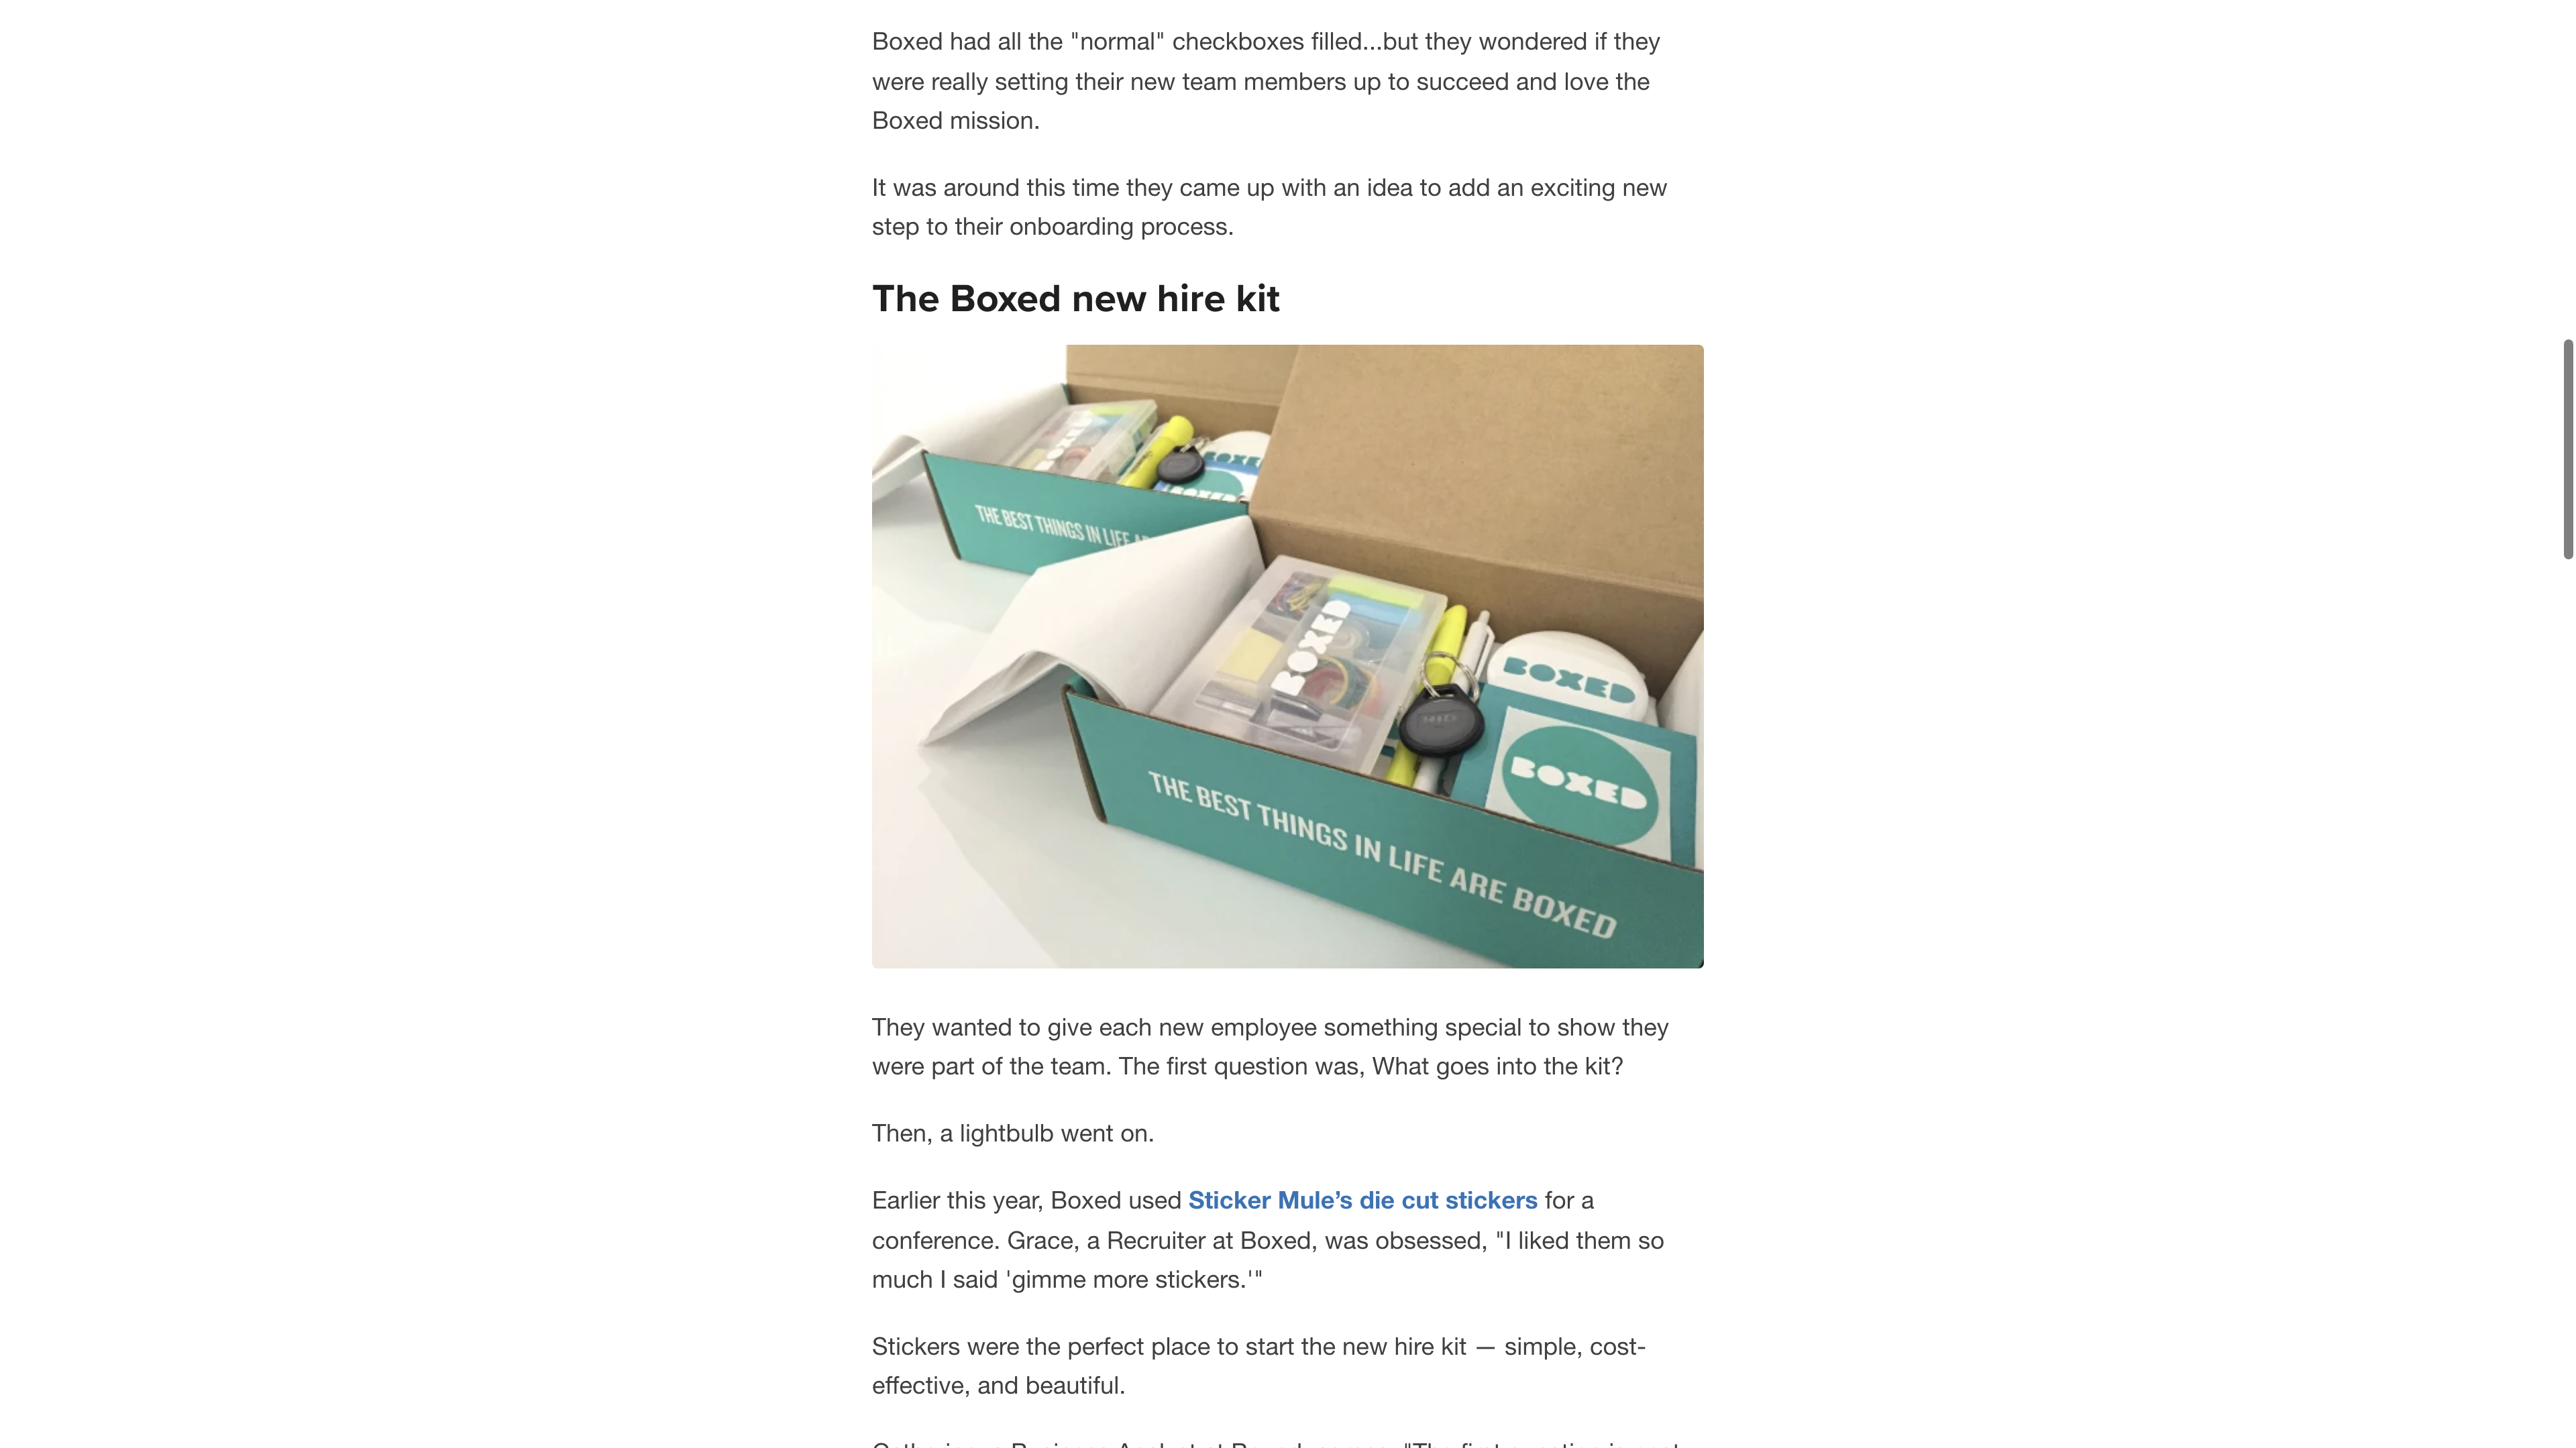 Boxed had all the "normal" checkboxes filled...but they wondered if they
were really setting their new team members up to succeed and love the
Boxed mission.
It was around this time they came up with an idea to add an exciting new
step to their onboarding process.
The Boxed new hire kit
BOXED
BOXED
BOXED
THE BEST THINGS IN LIFE
BOXED
BOXED
HID
BOXED
THE BEST THINGS IN LIFE ARE BOXED
They wanted to give each new employee something special to show they
were part of the team. The first question was, What goes into the kit?
Then, a lightbulb went on.
Earlier this year, Boxed used Sticker Mule’s die cut stickers for a
conference. Grace, a Recruiter at Boxed, was obsessed, "I liked them so
much I said 'gimme more stickers.'"
Stickers were the perfect place to start the new hire kit — simple, cost-
effective, and beautiful.